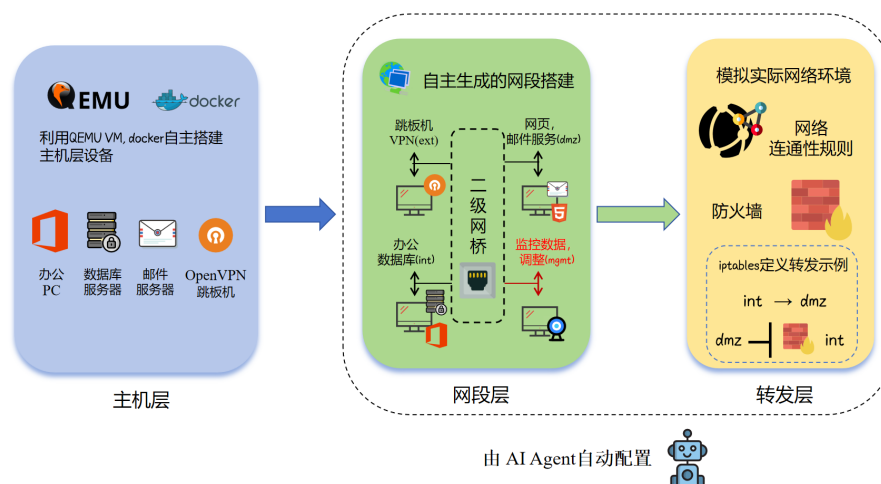 QEMU
docker
利用QEMU VM, docker自主搭建
主机层设备
办公
PC
数据库
服务器
邮件
服务器
OpenVPN
跳板机
主机层
自主生成的网段搭建
跳板机
VPN(ext)
网页，
邮件服务(dmz)
二级网桥
办公
数据库(int)
监控数据，
调整(mgmt)
网段层
模拟实际网络环境
网络
连通性规则
防火墙
iptables定义转发示例
int → dmz
dmz
int
转发层
由 AI Agent自动配置